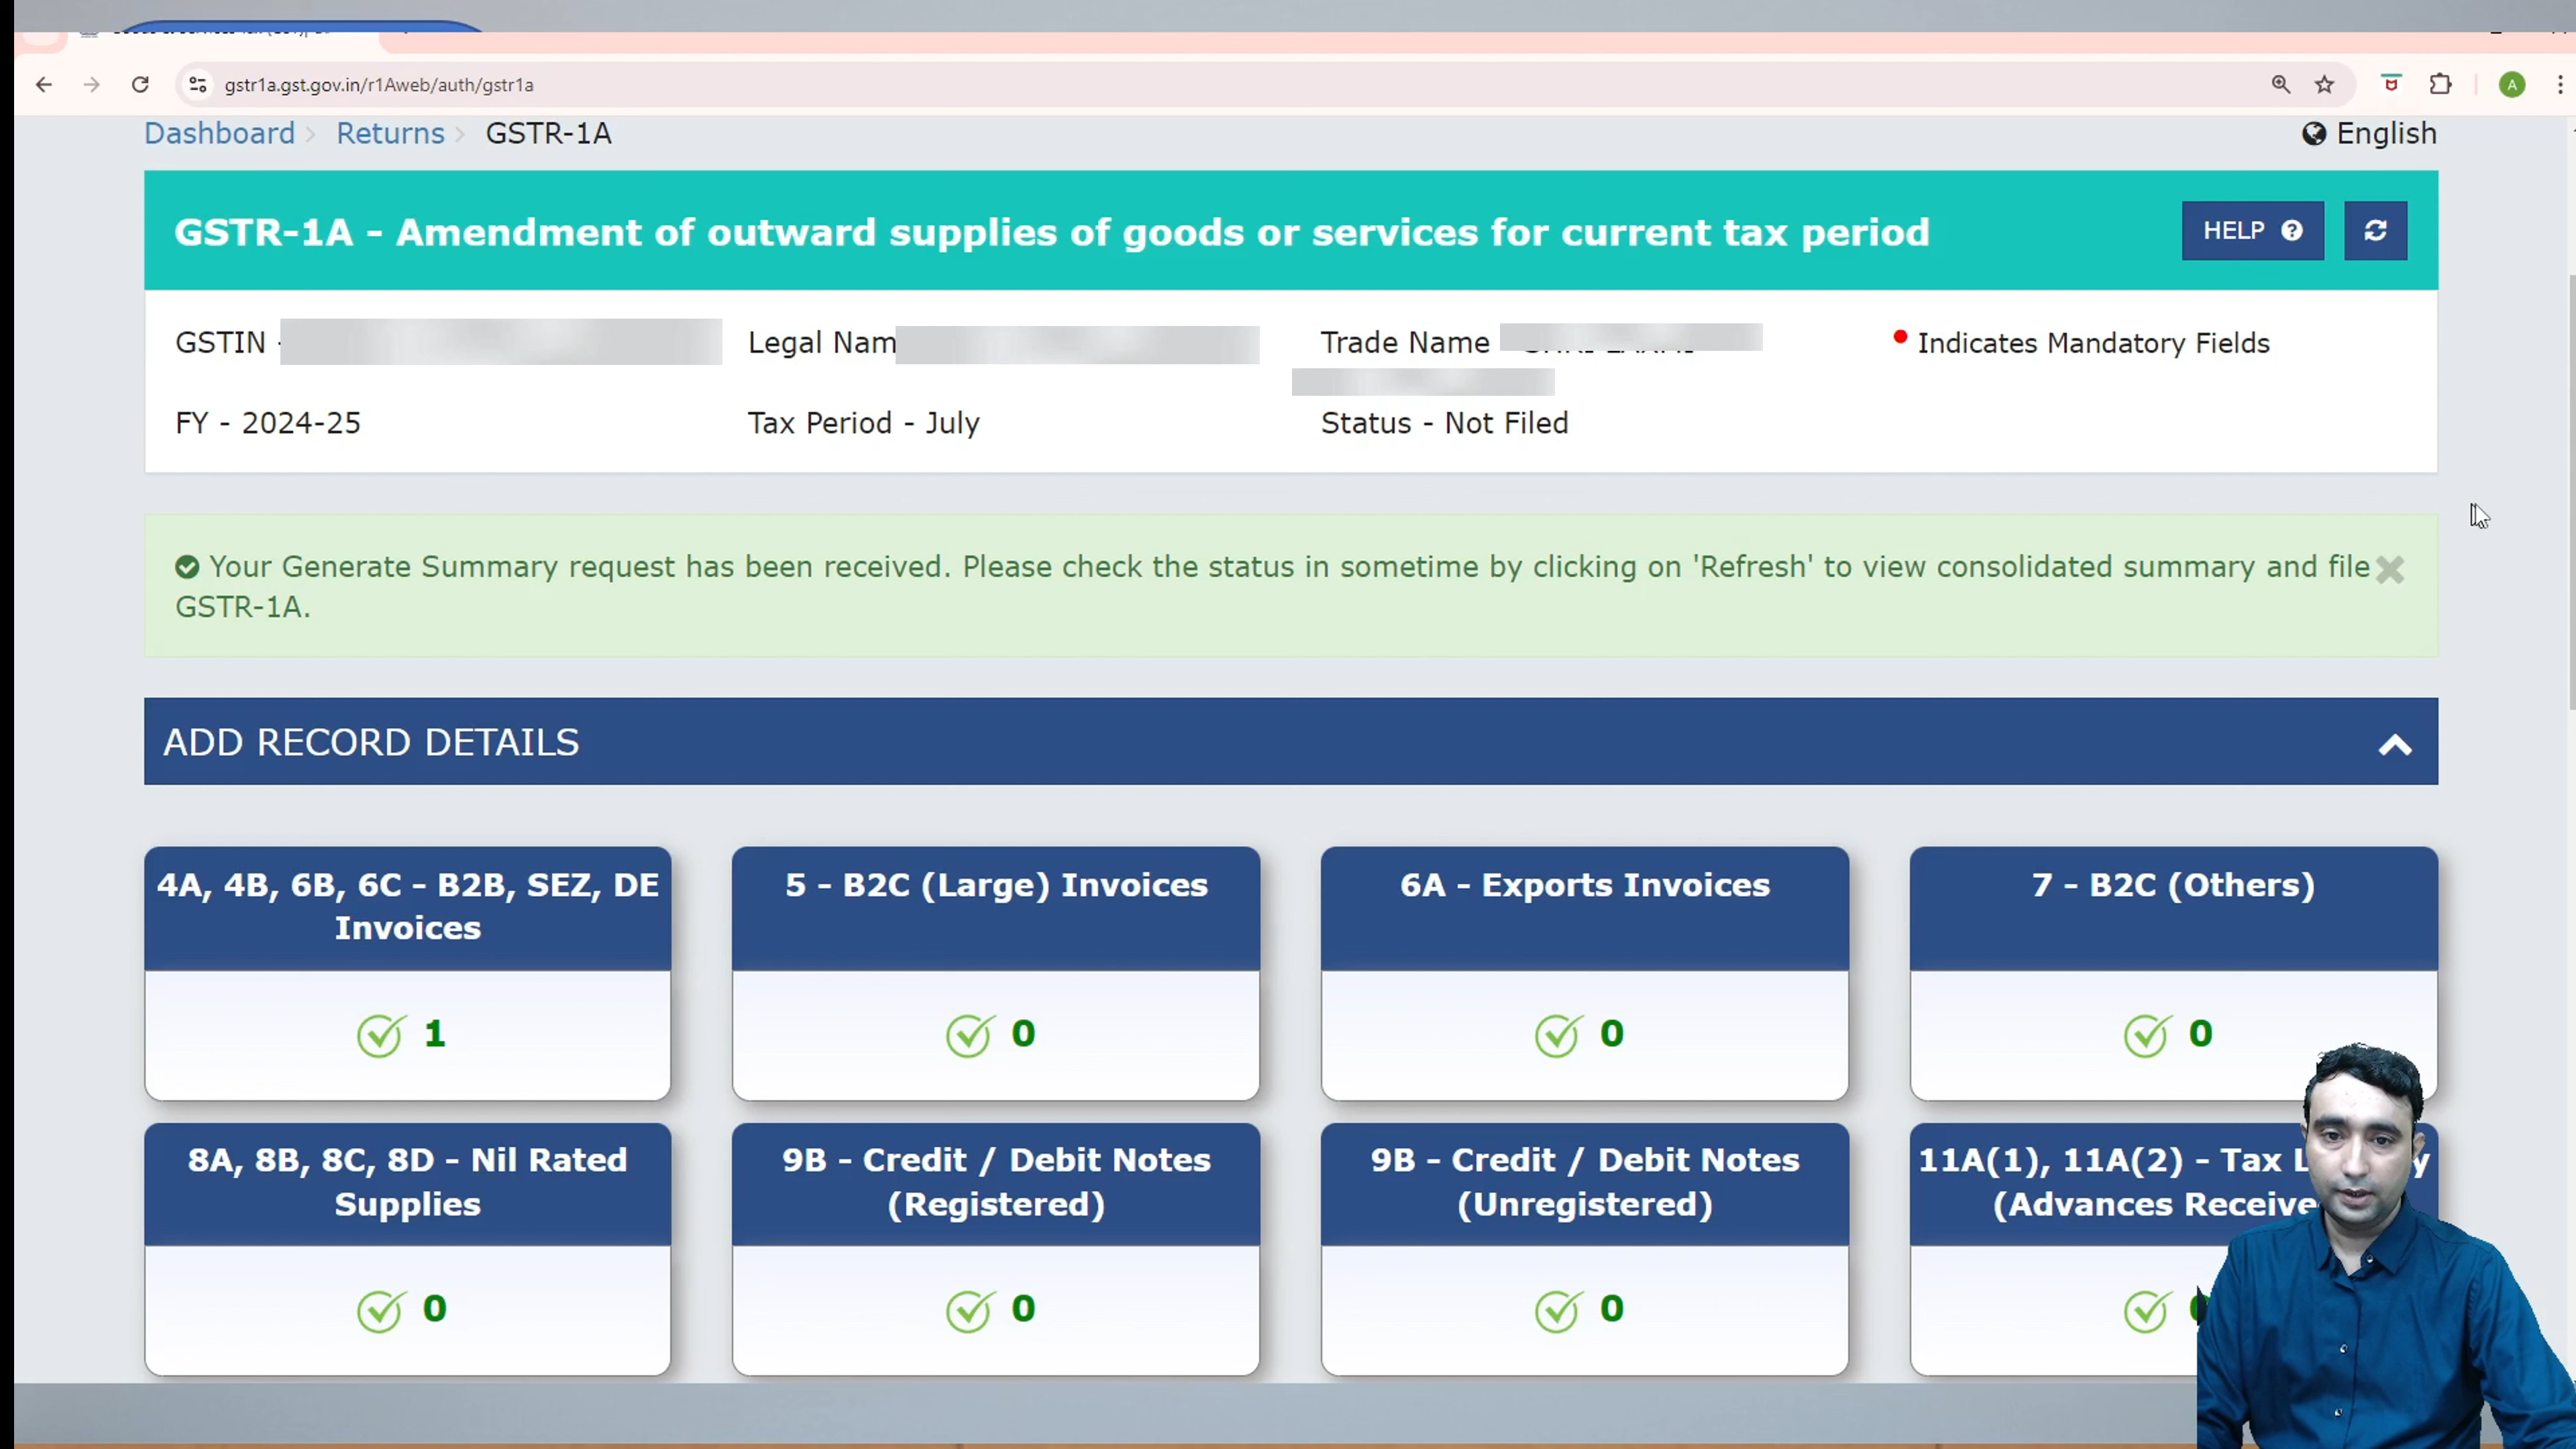 gstr1a.gst.gov.in/r1Aweb/auth/gstr1a
A
Dashboard Returns GSTR-1A
English
GSTR-1A - Amendment of outward supplies of goods or services for current tax period
HELP
GSTIN -
Legal Nam
Trade Name
Indicates Mandatory Fields
FY - 2024-25
Tax Period - July
Status - Not Filed
Your Generate Summary request has been received. Please check the status in sometime by clicking on 'Refresh' to view consolidated summary and file
GSTR-1A.
ADD RECORD DETAILS
4A, 4B, 6B, 6C - B2B, SEZ, DE
Invoices
1
5 - B2C (Large) Invoices
0
6A - Exports Invoices
0
7 - B2C (Others)
0
8A, 8B, 8C, 8D - Nil Rated
Supplies
0
9B - Credit / Debit Notes
(Registered)
0
9B - Credit / Debit Notes
(Unregistered)
0
11A(1), 11A(2) - Tax
(Advances